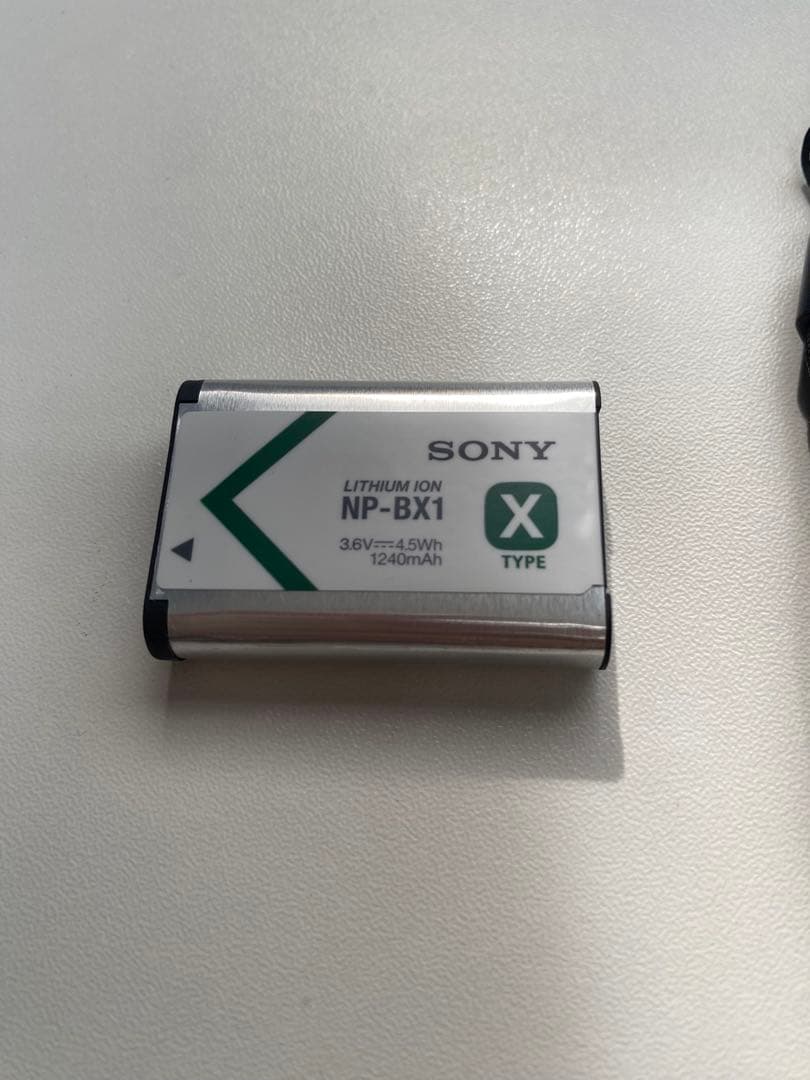 SONY
LITHIUM ION
NP-BX1
3.6V⎓4.5Wh
1240mAh
X
TYPE